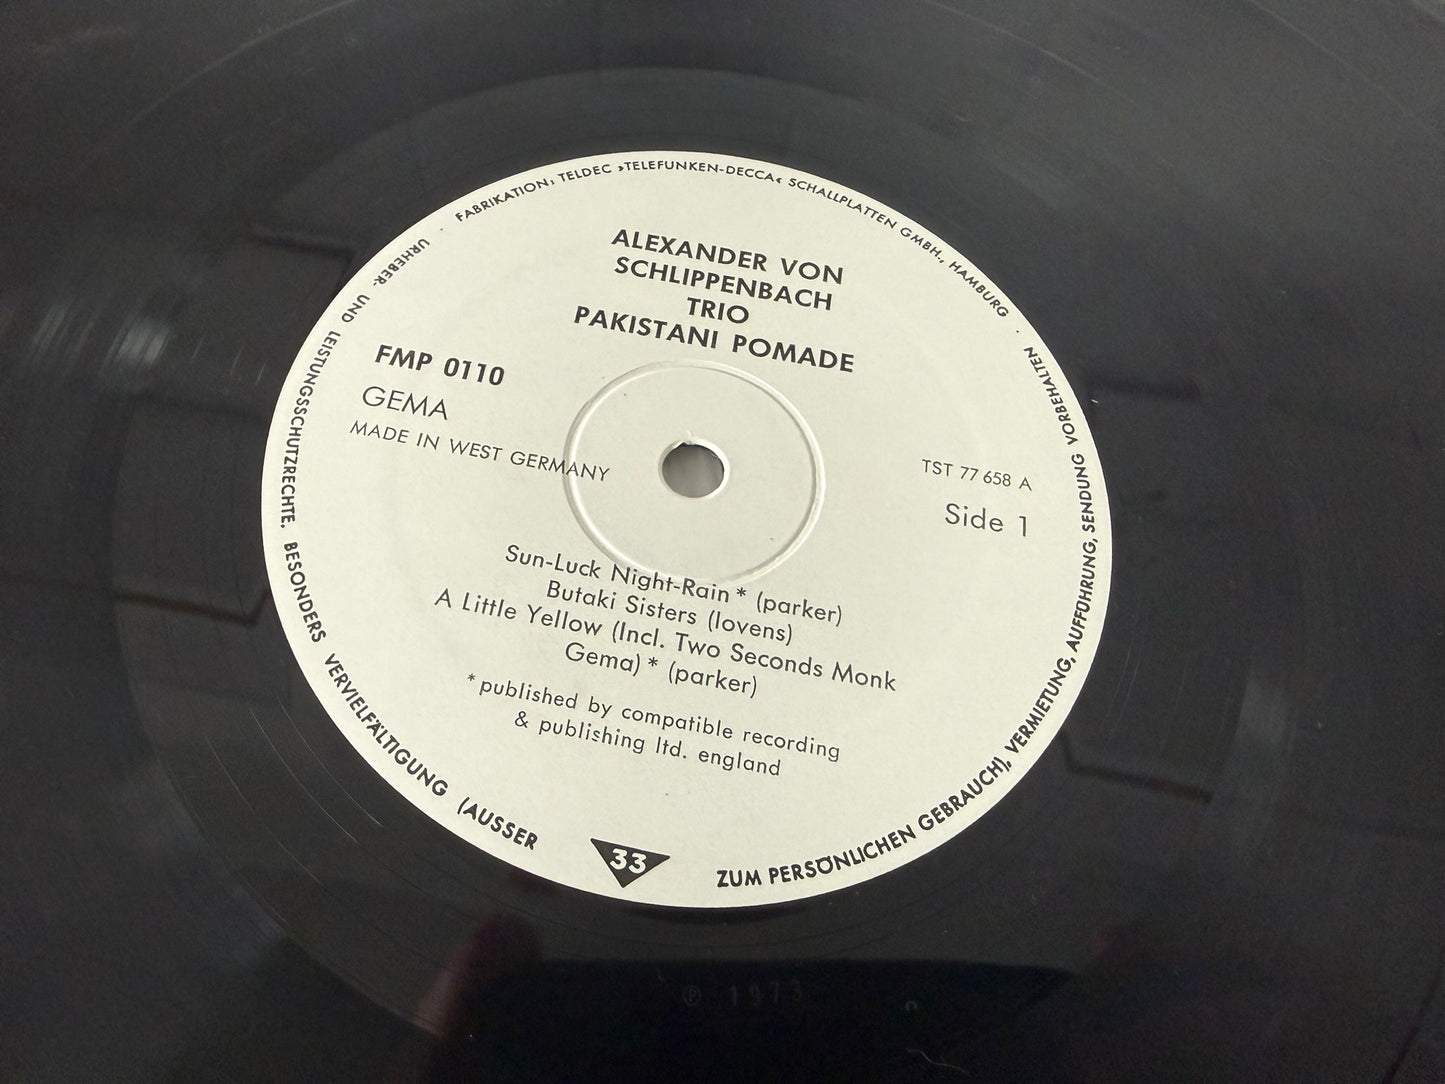 FABRIKATION: TELDEC »TELEFUNKEN-DECCA« SCHALLPLATTEN GMBH., HAMBURG ·
URHEBER- UND LEISTUNGSSCHUTZRECHTE. BESONDERS VERVIELFÄLTIGUNG (AUSSER
ZUM PERSÖNLICHEN GEBRAUCH), VERMIETUNG, AUFFÜHRUNG, SENDUNG VORBEHALTEN ·
ALEXANDER VON
SCHLIPPENBACH
TRIO
PAKISTANI POMADE
FMP 0110
GEMA
MADE IN WEST GERMANY
TST 77 658 A
Side 1
Sun-Luck Night-Rain * (parker)
Butaki Sisters (lovens)
A Little Yellow (Incl. Two Seconds Monk
Gema) * (parker)
* published by compatible recording
& publishing ltd. england
33
℗ 1973